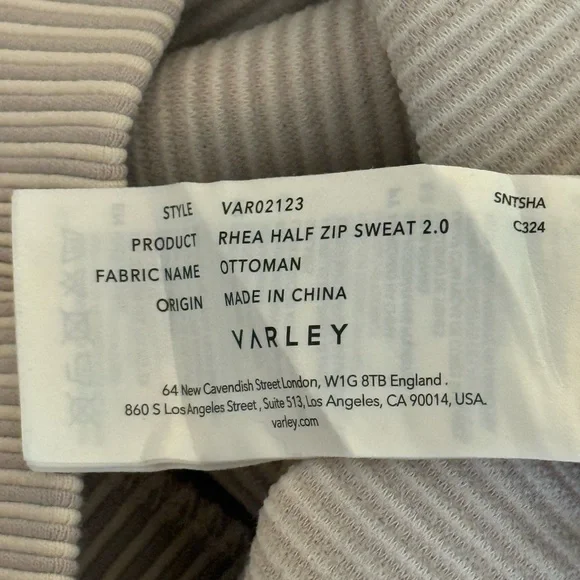 STYLE VAR02123 SNTSHA
PRODUCT RHEA HALF ZIP SWEAT 2.0 C324
FABRIC NAME OTTOMAN
ORIGIN MADE IN CHINA
VARLEY
64 New Cavendish Street London, W1G 8TB England .
860 S Los Angeles Street , Suite 513, Los Angeles, CA 90014, USA.
varley.com